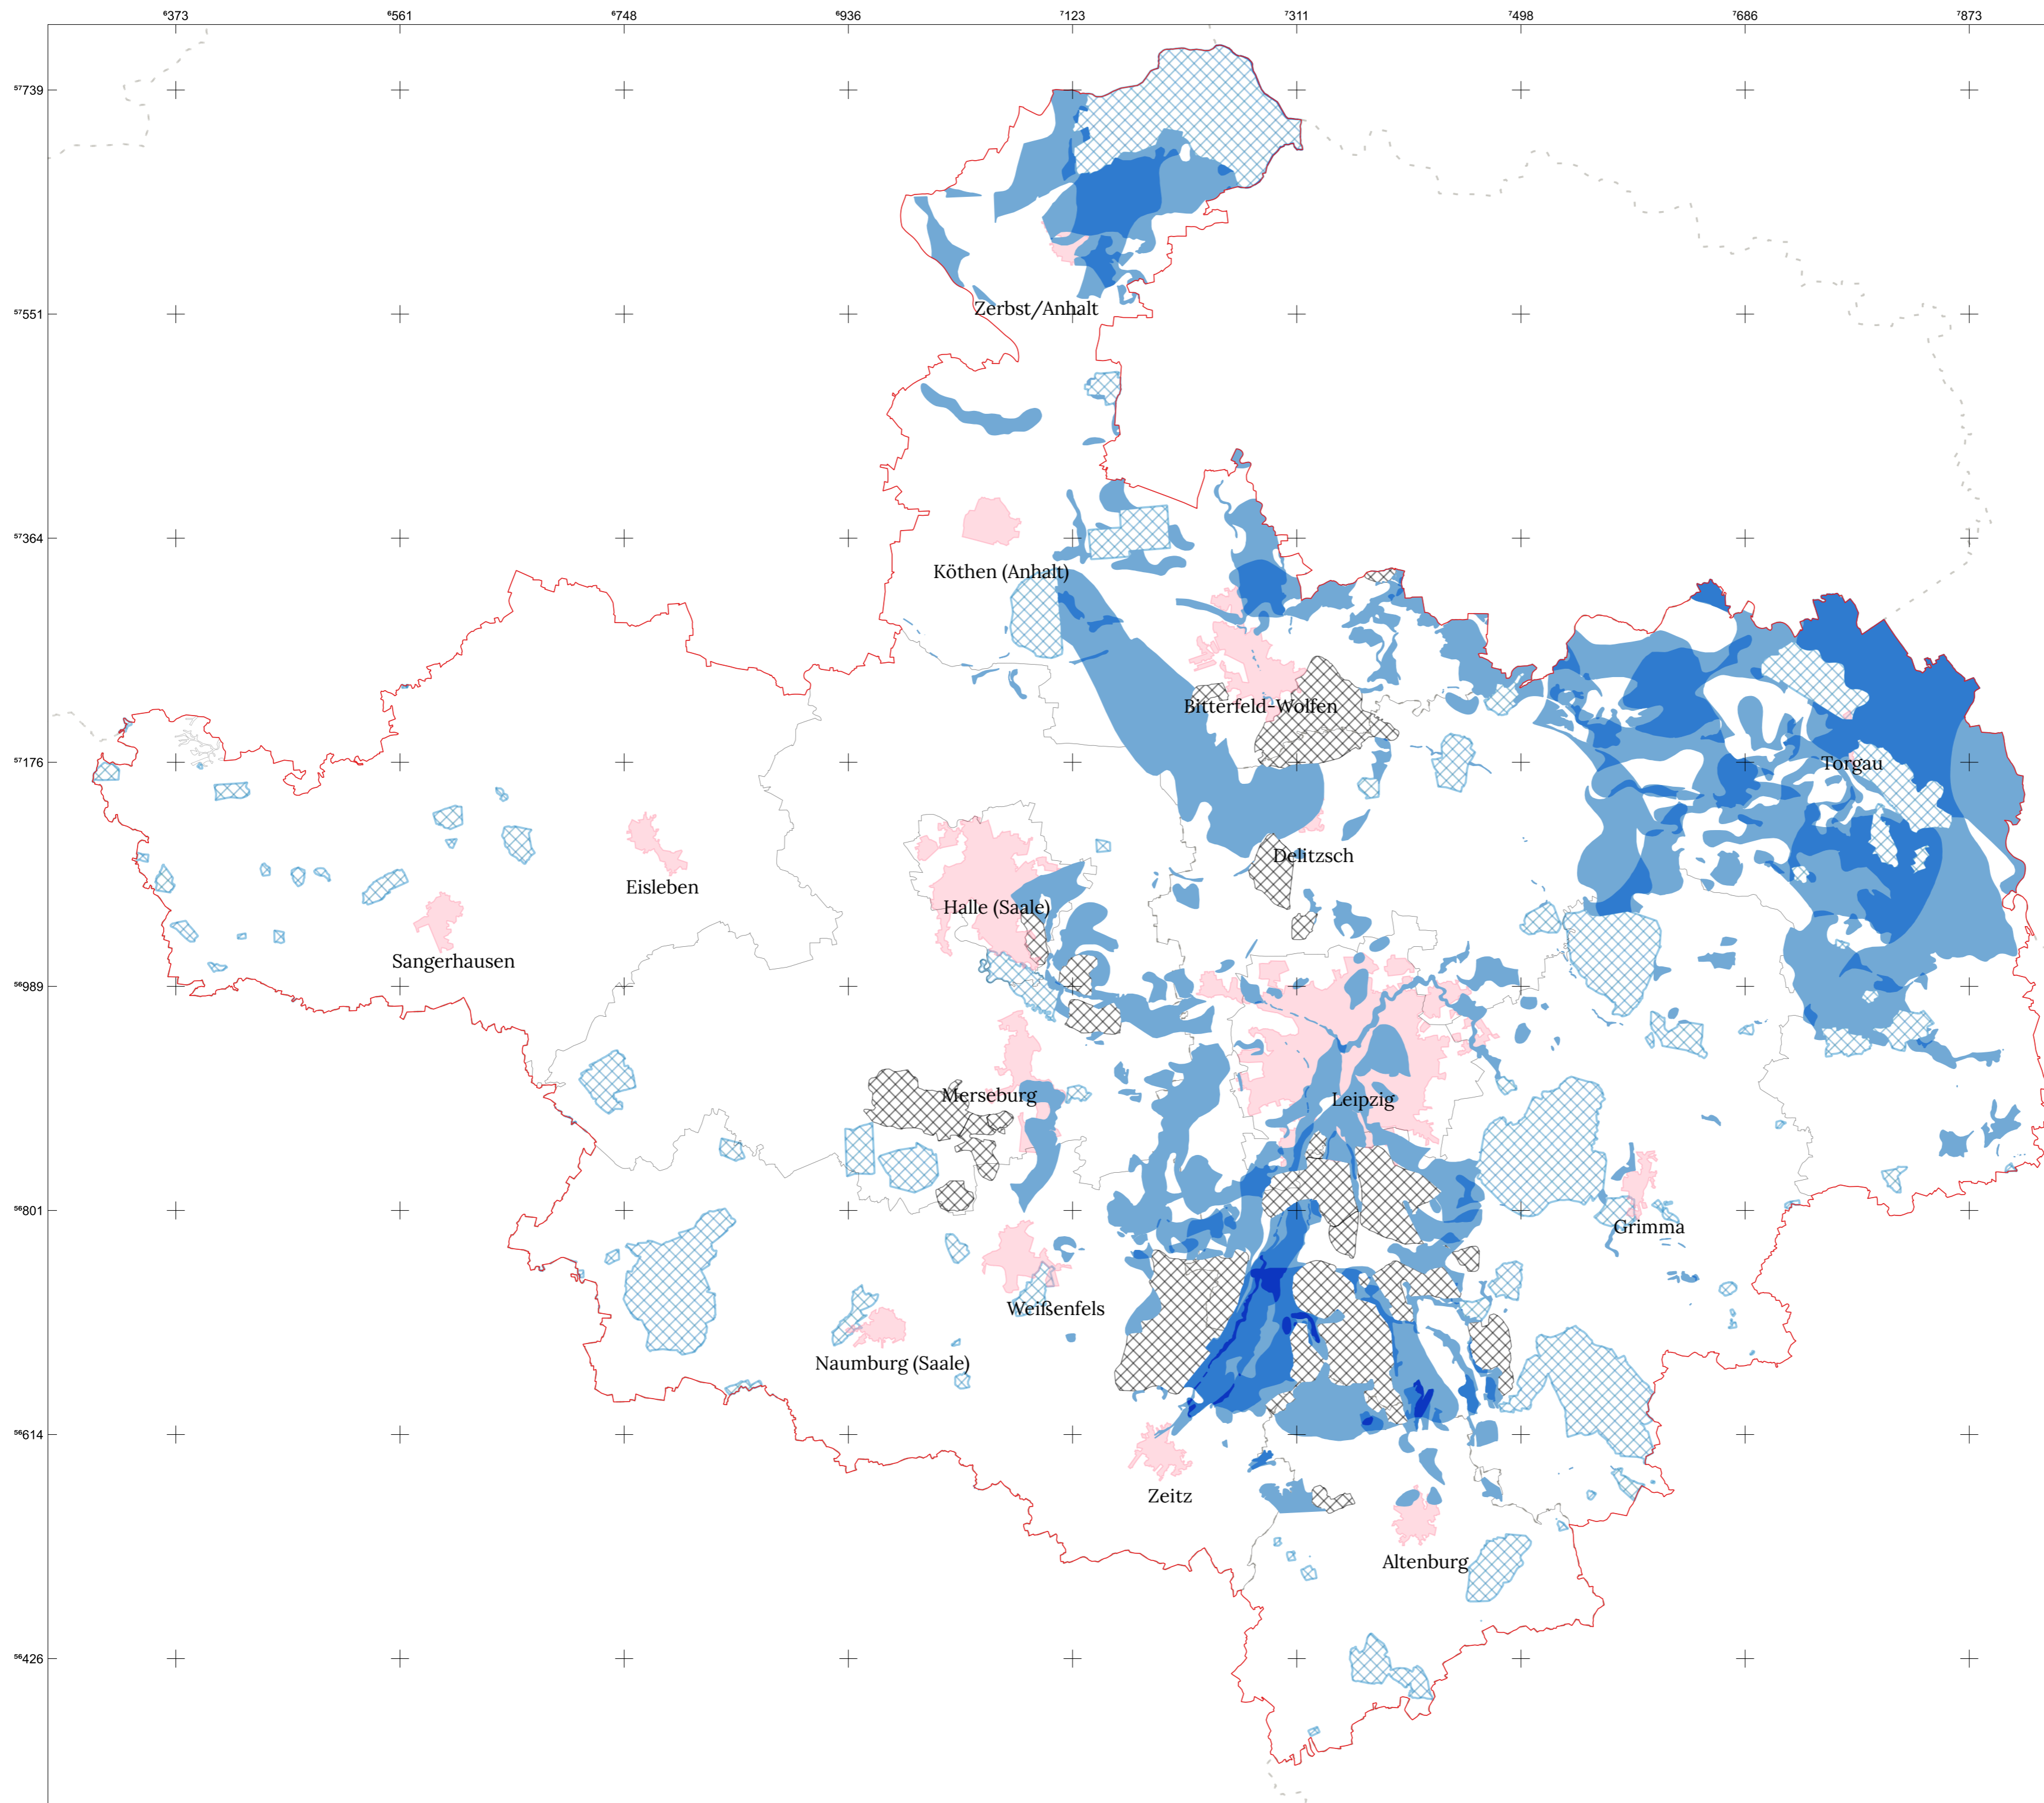 ⁶373 ⁶561 ⁶748 ⁶936 ⁷123 ⁷311 ⁷498 ⁷686 ⁷873
⁵⁷739
⁵⁷551
Zerbst/Anhalt
⁵⁷364
Köthen (Anhalt)
Bitterfeld-Wolfen
⁵⁷176
Torgau
Delitzsch
Eisleben
Halle (Saale)
Sangerhausen
⁵⁶989
Merseburg
Leipzig
⁵⁶801
Grimma
Weißenfels
Naumburg (Saale)
⁵⁶614
Zeitz
Altenburg
⁵⁶426